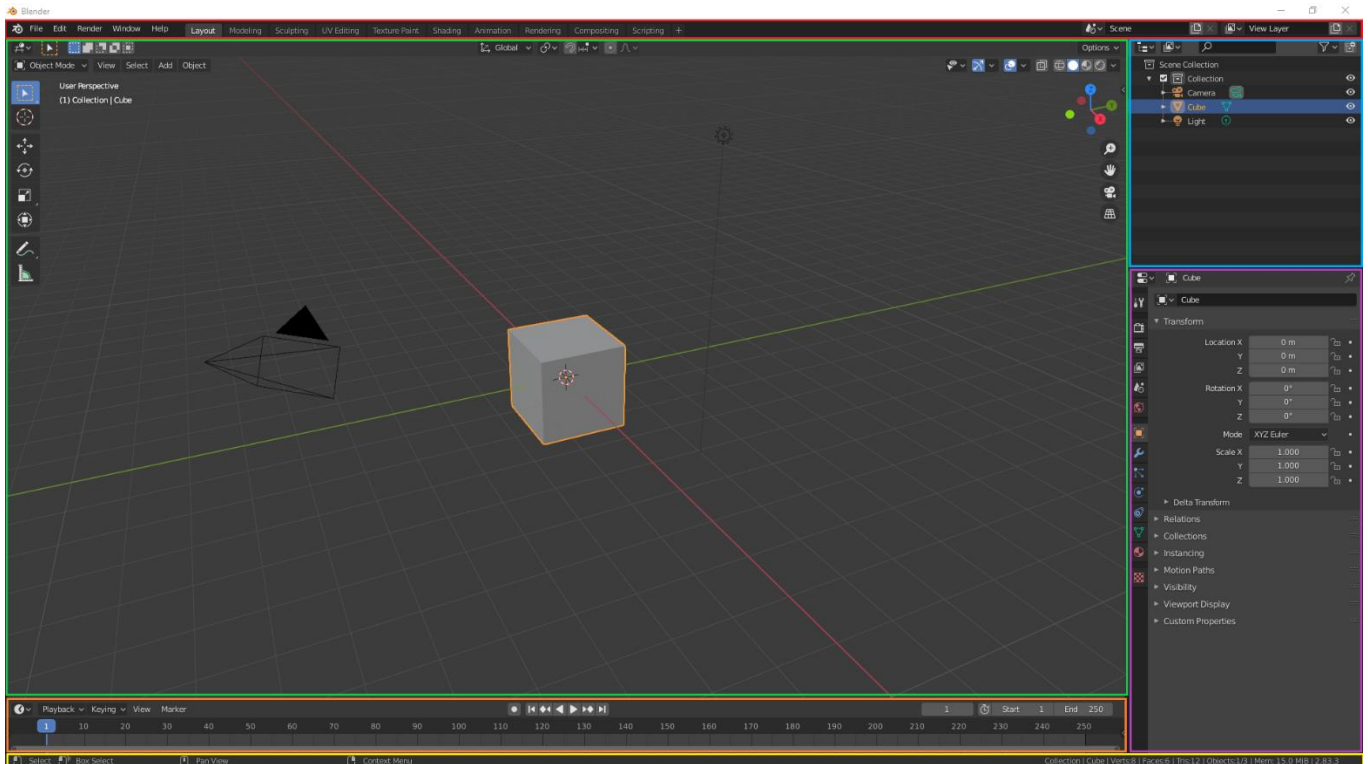 Blender
File Edit Render Window Help Layout Modeling Sculpting UV Editing Texture Paint Shading Animation Rendering Compositing Scripting + Scene View Layer
Global Options
Object Mode View Select Add Object
User Perspective
(1) Collection | Cube
Scene Collection
Collection
Camera
Cube
Light
Cube
Cube
Transform
Location X 0 m
Y 0 m
Z 0 m
Rotation X 0°
Y 0°
Z 0°
Mode XYZ Euler
Scale X 1.000
Y 1.000
Z 1.000
Delta Transform
Relations
Collections
Instancing
Motion Paths
Visibility
Viewport Display
Custom Properties
Playback Keying View Marker 1 Start 1 End 250
1 10 20 30 40 50 60 70 80 90 100 110 120 130 140 150 160 170 180 190 200 210 220 230 240 250
Select Box Select Pan View Context Menu Collection | Cube | Verts:8 | Faces:6 | Tris:12 | Objects:1/3 | Mem: 15.0 MiB | 2.83.3